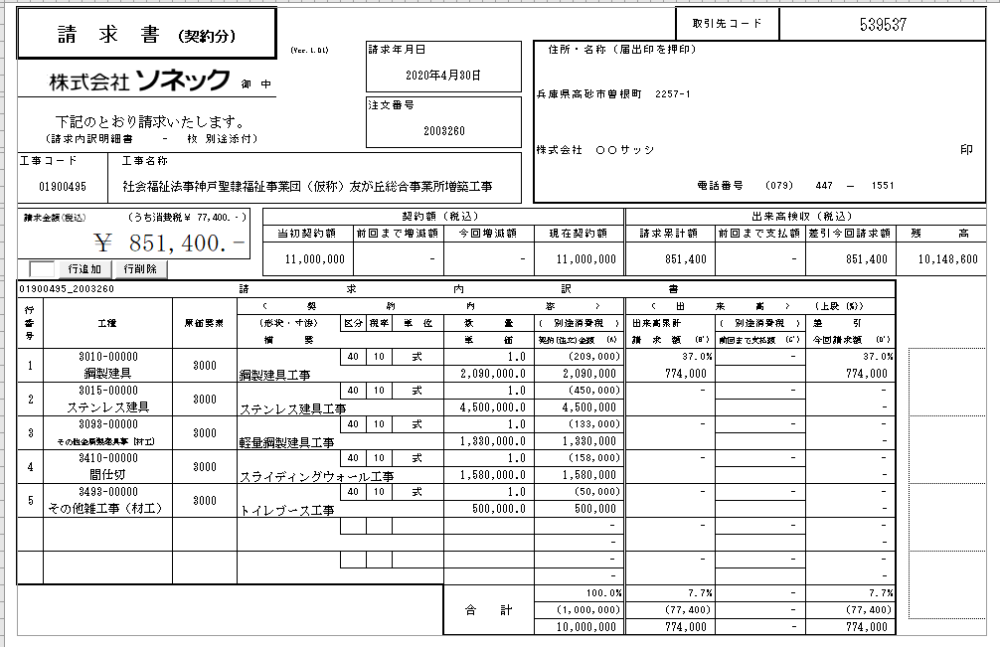 請 求 書 (契約分)
(Ver.1.01)
取引先コード 539537
株式会社 ソネック 御 中
請求年月日
2020年4月30日
住所・名称（届出印を押印）
兵庫県高砂市曽根町 2257-1
下記のとおり請求いたします。
(請求内訳明細書 - 枚 別途添付)
注文番号
2003260
株式会社 〇〇サッシ 印
電話番号 (079) 447 ― 1551
工事コード 工事名称
01900495 社会福祉法事神戸聖隷福祉事業団（仮称）友が丘総合事業所増築工事
請求金額(税込) (うち消費税￥ 77,400.-)
￥ 851,400.-
行追加 行削除
契約額（税込） 出来高検収（税込）
当初契約額 前回まで増減額 今回増減額 現在契約額 請求累計額 前回まで支払額 差引今回請求額 残 高
11,000,000 - - 11,000,000 851,400 - 851,400 10,148,600
01900495_2003260 請 求 内 訳 書
行番号 工種 原価要素 （ 契 約 内 容 ） （ 出 来 高 ） (上段 (%))
(形状・寸法) 区分 税率 単 位 数 量 ( 別途消費税 ) 出来高累計 ( 別途消費税 ) 差 引
摘 要 単 価 契約(注文)金額 (A) 請 求 額 (B') 前回まで支払額 (C') 今回請求額 (D')
1 3010-00000 3000 40 10 式 1.0 (209,000) 37.0% - 37.0%
鋼製建具 鋼製建具工事 2,090,000.0 2,090,000 774,000 774,000
2 3015-00000 3000 40 10 式 1.0 (450,000) - - -
ステンレス建具 ステンレス建具工事 4,500,000.0 4,500,000 -
3 3093-00000 3000 40 10 式 1.0 (133,000) - - -
その他金属製建具事 (材工) 軽量鋼製建具工事 1,330,000.0 1,330,000 -
4 3410-00000 3000 40 10 式 1.0 (158,000) - - -
間仕切 スライディングウォール工事 1,580,000.0 1,580,000 -
5 3493-00000 3000 40 10 式 1.0 (50,000) - - -
その他雑工事（材工） トイレブース工事 500,000.0 500,000 -
- - - -
- -
- - - -
- -
合 計 100.0% 7.7% - 7.7%
(1,000,000) (77,400) - (77,400)
10,000,000 774,000 - 774,000